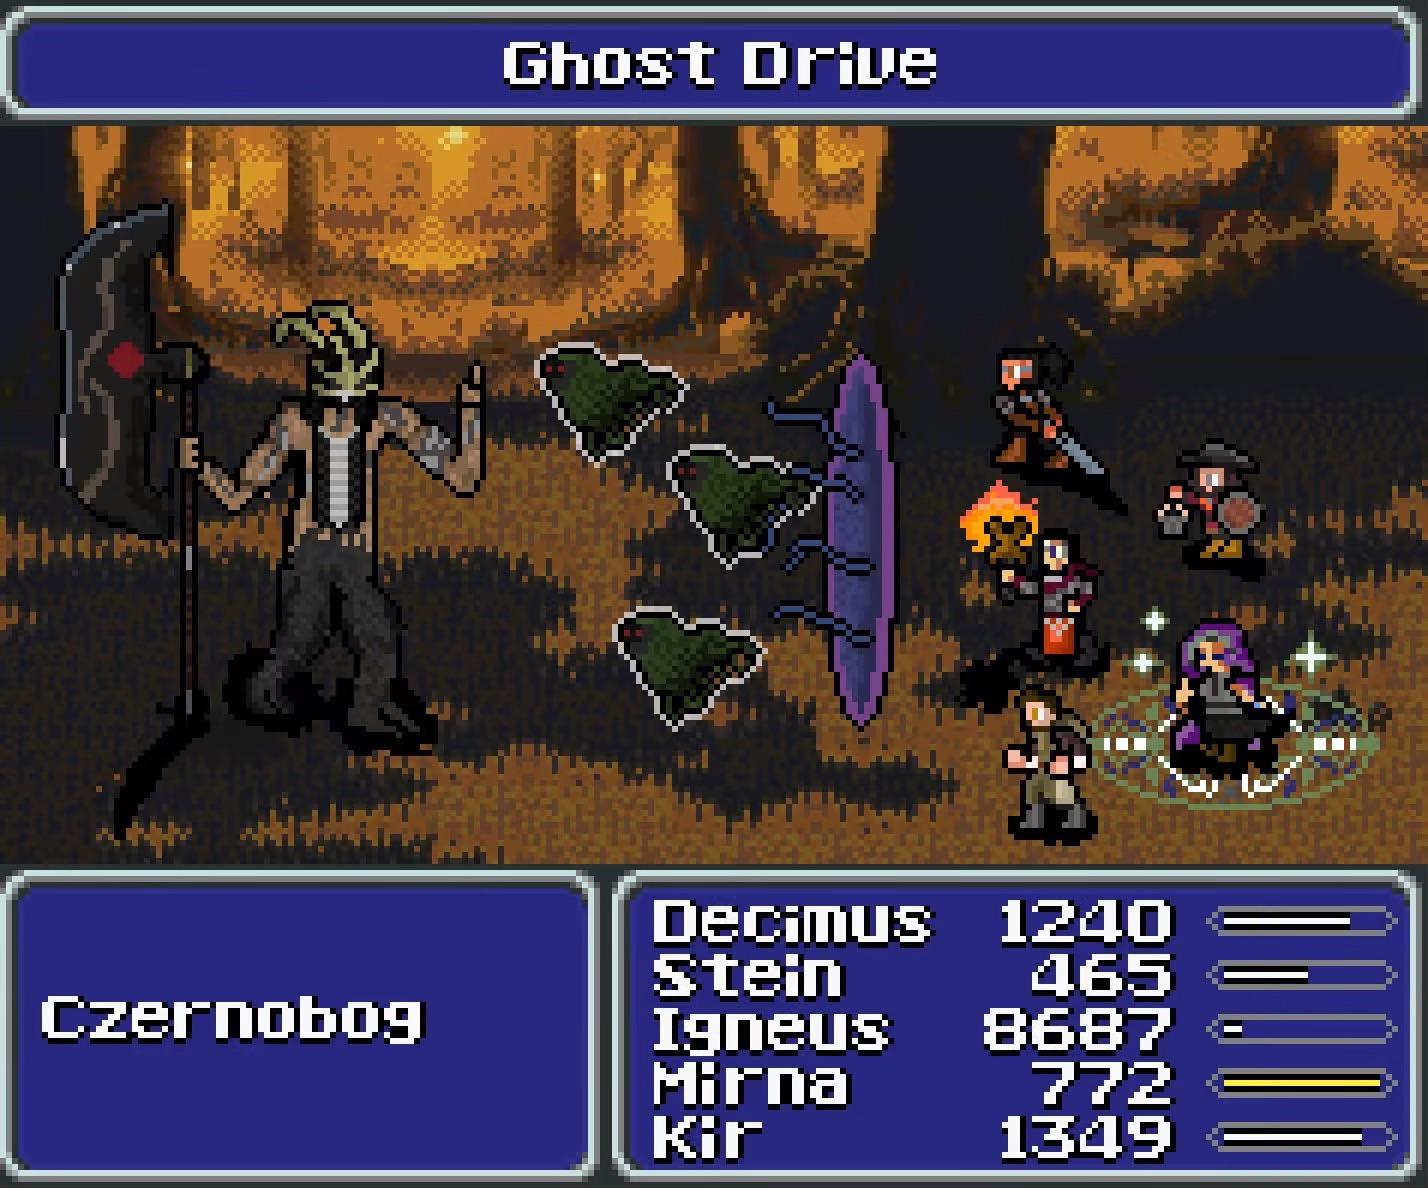 Ghost Drive
Czernobog
Decimus 1240
Stein 465
Igneus 8687
Mirna 772
Kir 1349